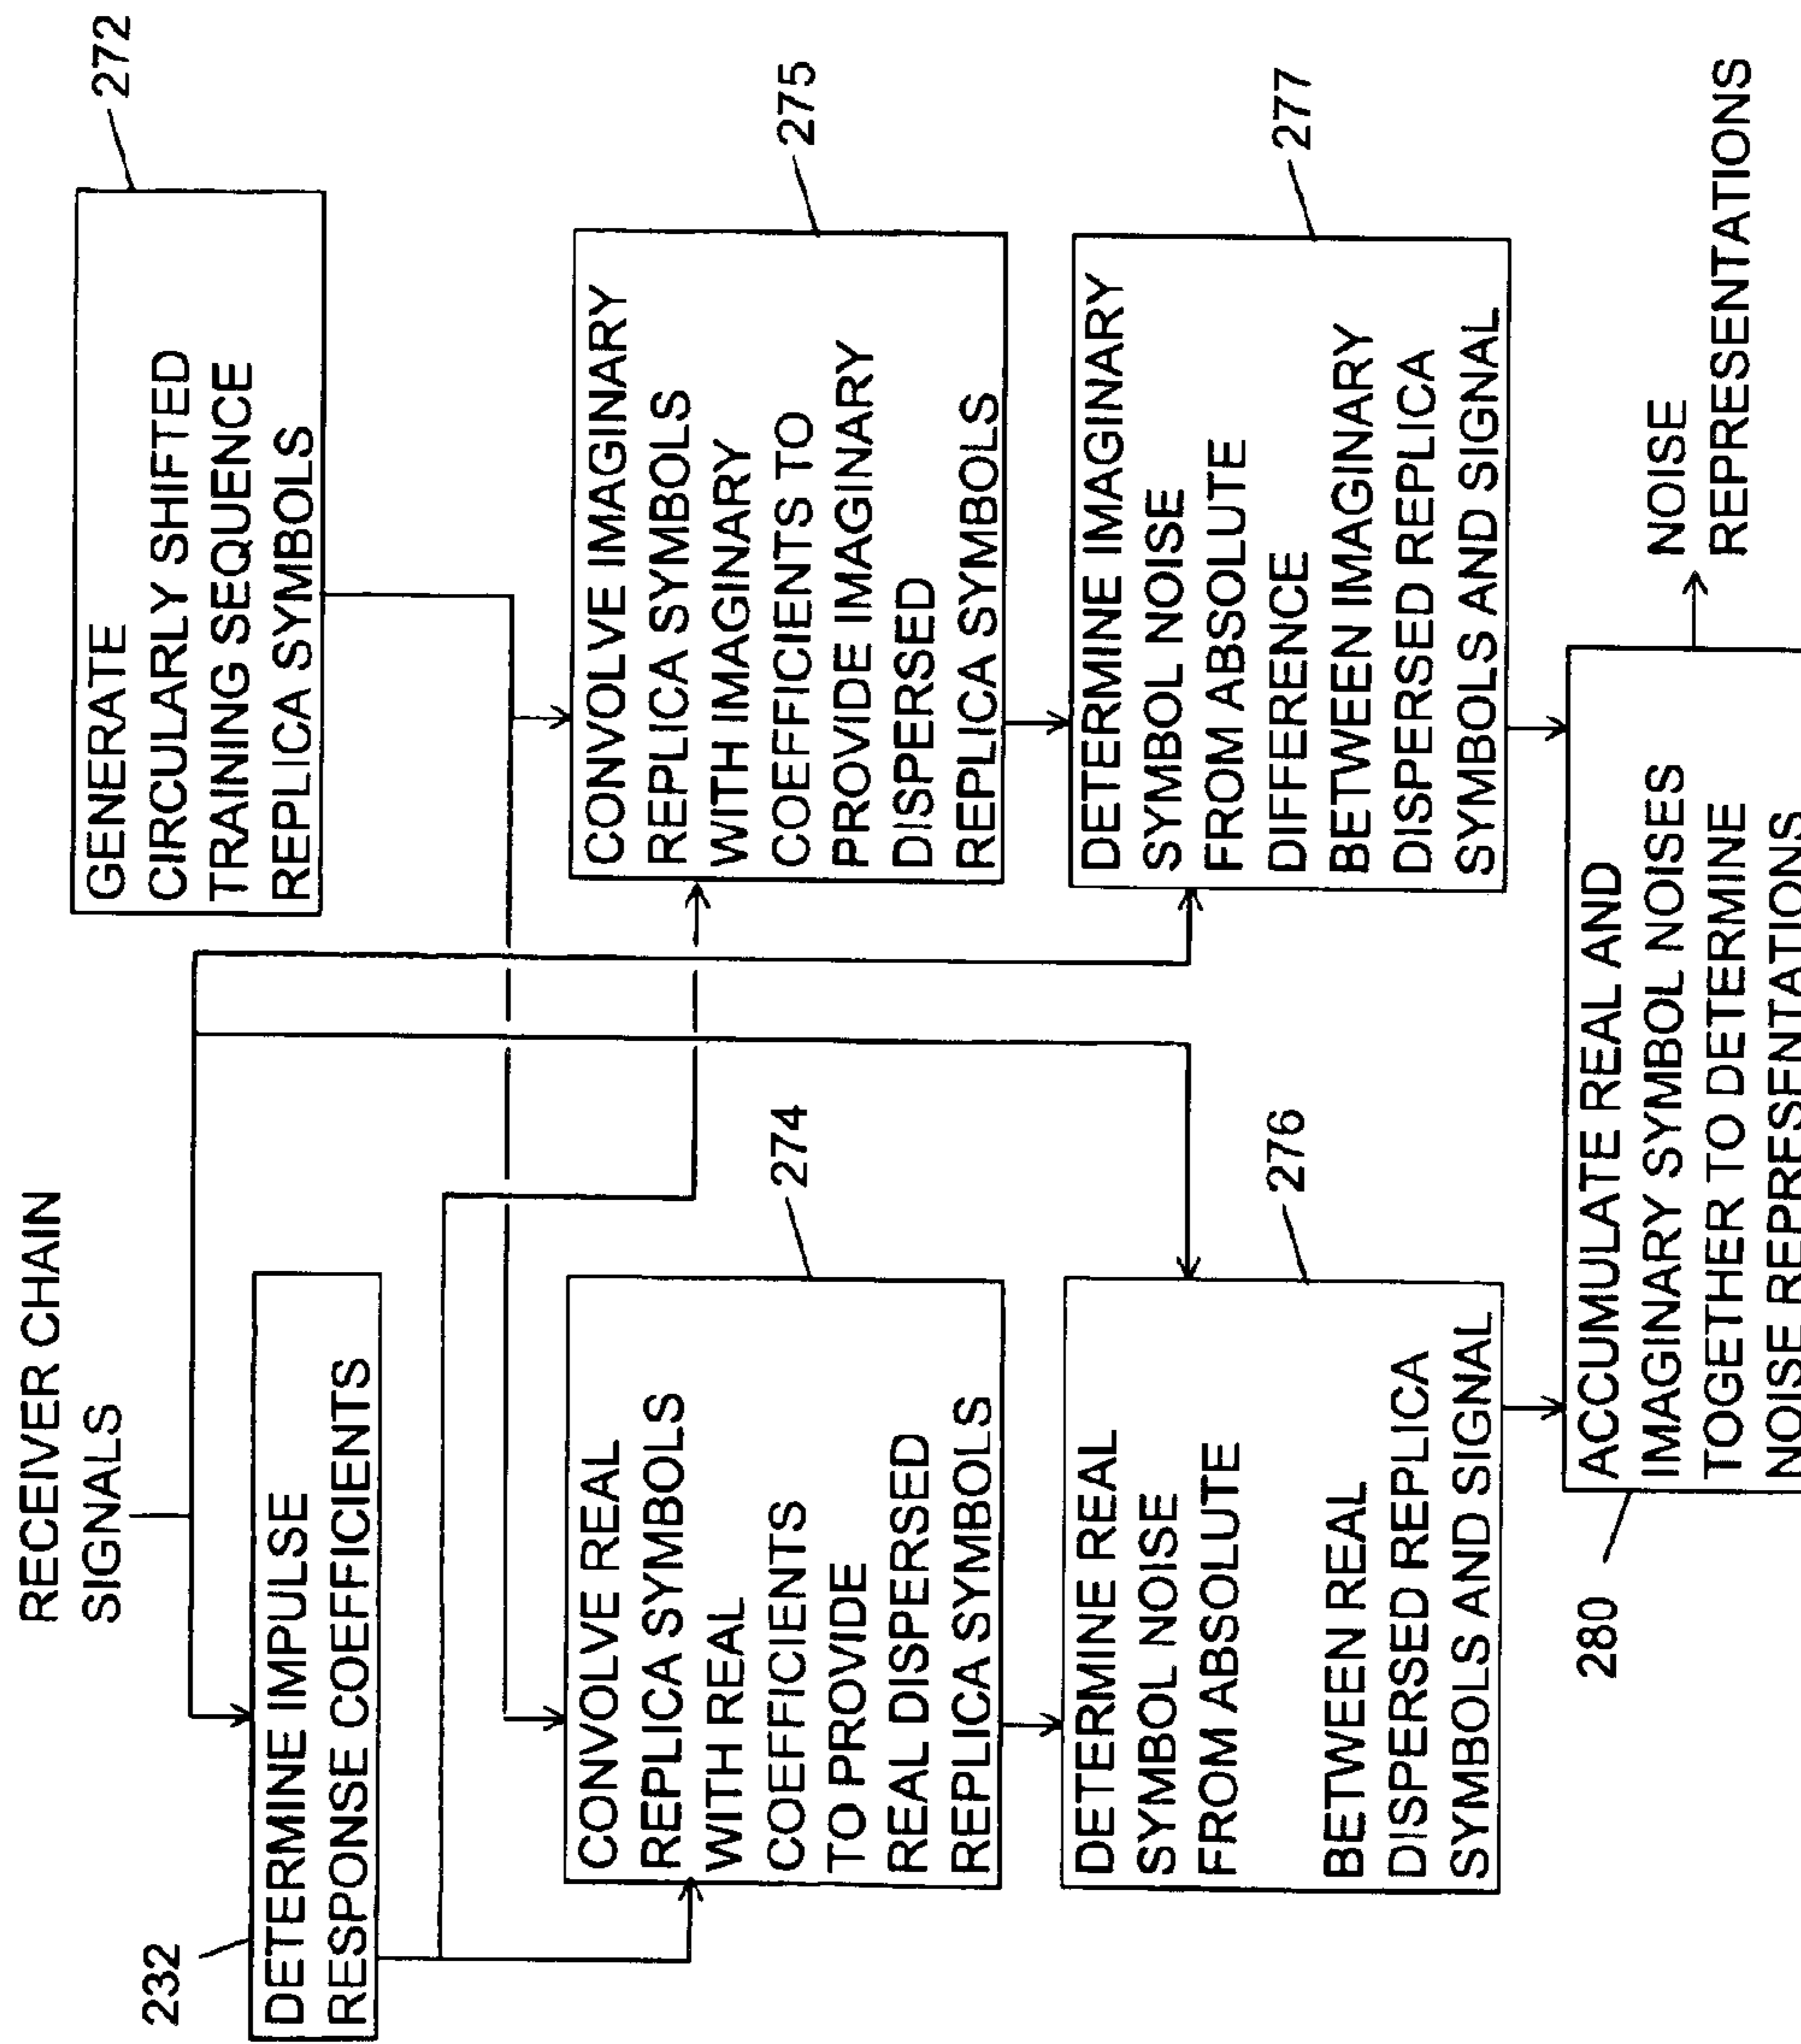 RECEIVER CHAIN
SIGNALS
232
DETERMINE IMPULSE
RESPONSE COEFFICIENTS
GENERATE
CIRCULARLY SHIFTED
TRAINING SEQUENCE
REPLICA SYMBOLS
272
CONVOLVE REAL
REPLICA SYMBOLS
WITH REAL
COEFFICIENTS
TO PROVIDE
REAL DISPERSED
REPLICA SYMBOLS
274
CONVOLVE IMAGINARY
REPLICA SYMBOLS
WITH IMAGINARY
COEFFICIENTS TO
PROVIDE IMAGINARY
DISPERSED
REPLICA SYMBOLS
275
DETERMINE REAL
SYMBOL NOISE
FROM ABSOLUTE
BETWEEN REAL
DISPERSED REPLICA
SYMBOLS AND SIGNAL
276
DETERMINE IMAGINARY
SYMBOL NOISE
FROM ABSOLUTE
DIFFERENCE
BETWEEN IMAGINARY
DISPERSED REPLICA
SYMBOLS AND SIGNAL
277
280
ACCUMULATE REAL AND
IMAGINARY SYMBOL NOISES
TOGETHER TO DETERMINE
NOISE REPRESENTATIONS
NOISE
REPRESENTATIONS